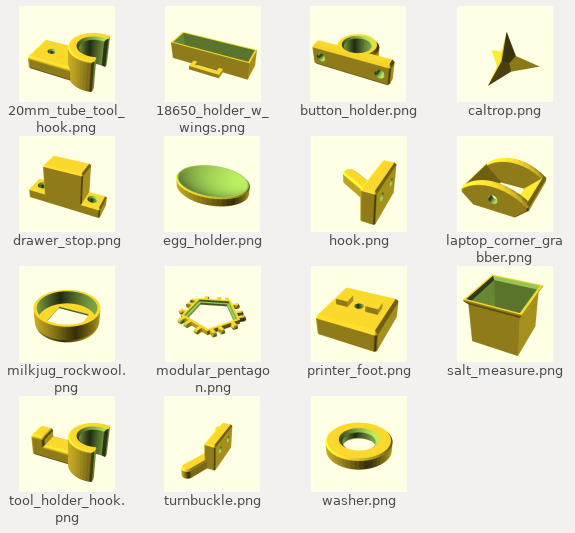 20mm_tube_tool_
hook.png
18650_holder_w_
wings.png
button_holder.png
caltrop.png
drawer_stop.png
egg_holder.png
hook.png
laptop_corner_gra
bber.png
milkjug_rockwool.
png
modular_pentago
n.png
printer_foot.png
salt_measure.png
tool_holder_hook.
png
turnbuckle.png
washer.png